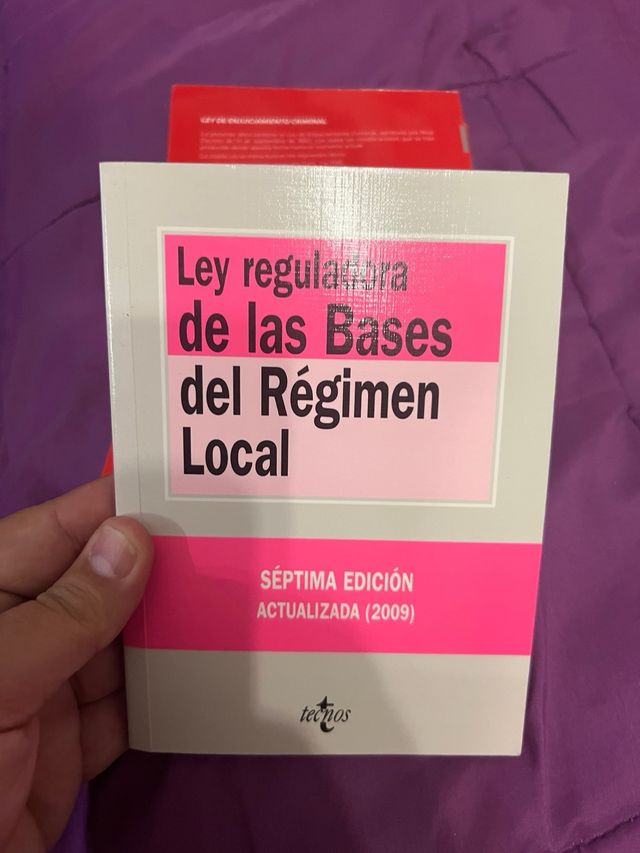 LEY DE ENJUICIAMIENTO CRIMINAL
Ley reguladora
de las Bases
del Régimen
Local
SÉPTIMA EDICIÓN
ACTUALIZADA (2009)
tecnos